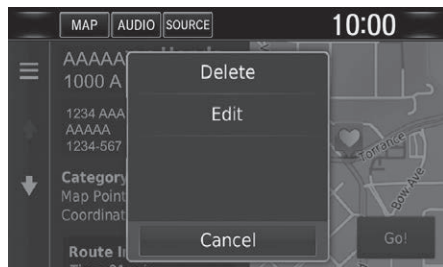 MAP AUDIO SOURCE 10:00
AAAAA
1000 A
1234 AAA
AAAAA
1234-567
Category
Map Point
Coordinat
Route I
Delete
Edit
Cancel
Torrance
Bow Ave
Go!